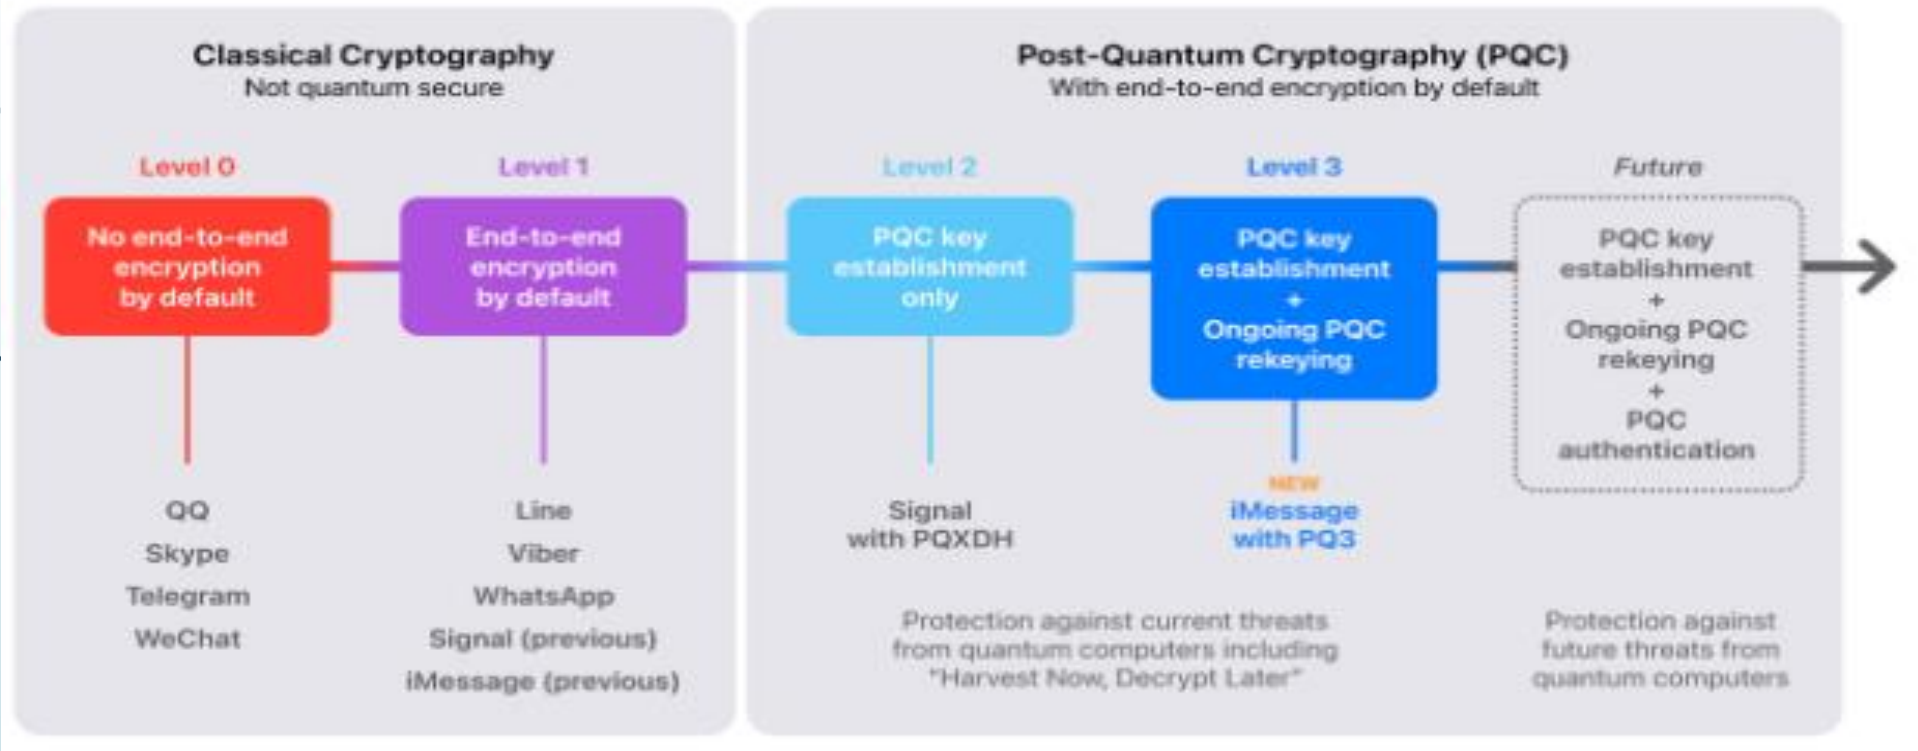 Classical Cryptography
Not quantum secure
Level 0
No end-to-end
encryption
by default
QQ
Skype
Telegram
WeChat
Level 1
End-to-end
encryption
by default
Line
Viber
WhatsApp
Signal (previous)
iMessage (previous)
Post-Quantum Cryptography (PQC)
With end-to-end encryption by default
Level 2
PQC key
establishment
only
Signal
with PQXDH
Level 3
PQC key
establishment
+
Ongoing PQC
rekeying
NEW
iMessage
with PQ3
Protection against current threats
from quantum computers including
"Harvest Now, Decrypt Later"
Future
PQC key
establishment
+
Ongoing PQC
rekeying
+
PQC
authentication
Protection against
future threats from
quantum computers